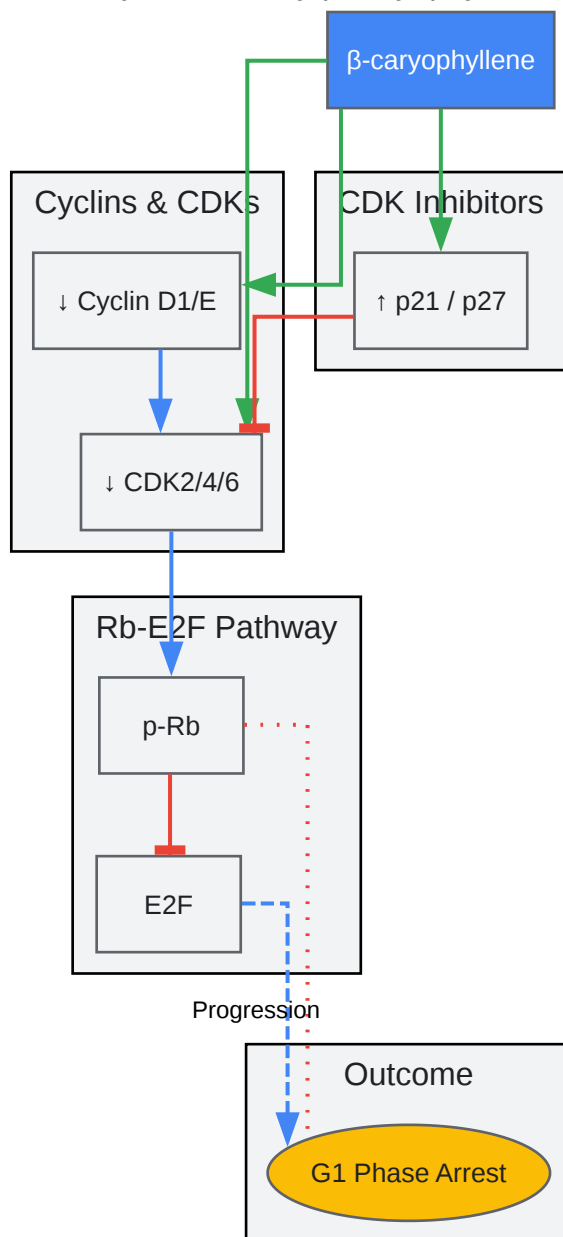 β-caryophyllene
Cyclins & CDKs
CDK Inhibitors
↓ Cyclin D1/E
↑ p21 / p27
↓ CDK2/4/6
Rb-E2F Pathway
p-Rb
E2F
Progression
Outcome
G1 Phase Arrest